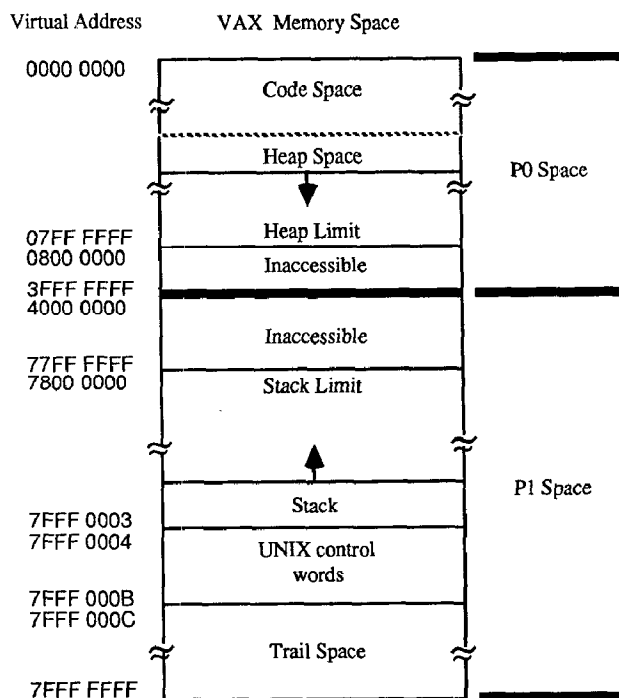 Virtual Address VAX Memory Space
0000 0000
Code Space
Heap Space
P0 Space
07FF FFFF
Heap Limit
0800 0000
Inaccessible
3FFF FFFF
4000 0000
Inaccessible
77FF FFFF
7800 0000
Stack Limit
P1 Space
Stack
7FFF 0003
7FFF 0004
UNIX control
words
7FFF 000B
7FFF 000C
Trail Space
7FFF FFFF